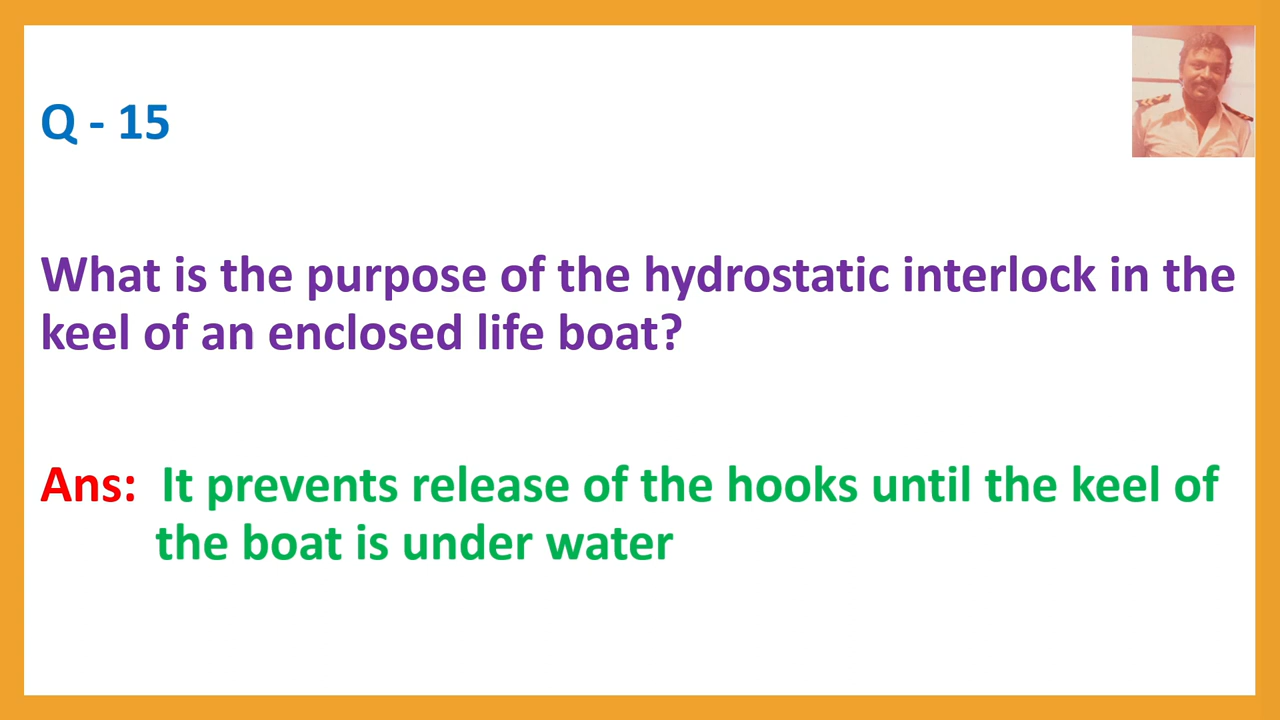 Q - 15
What is the purpose of the hydrostatic interlock in the
keel of an enclosed life boat?
Ans: It prevents release of the hooks until the keel of
the boat is under water